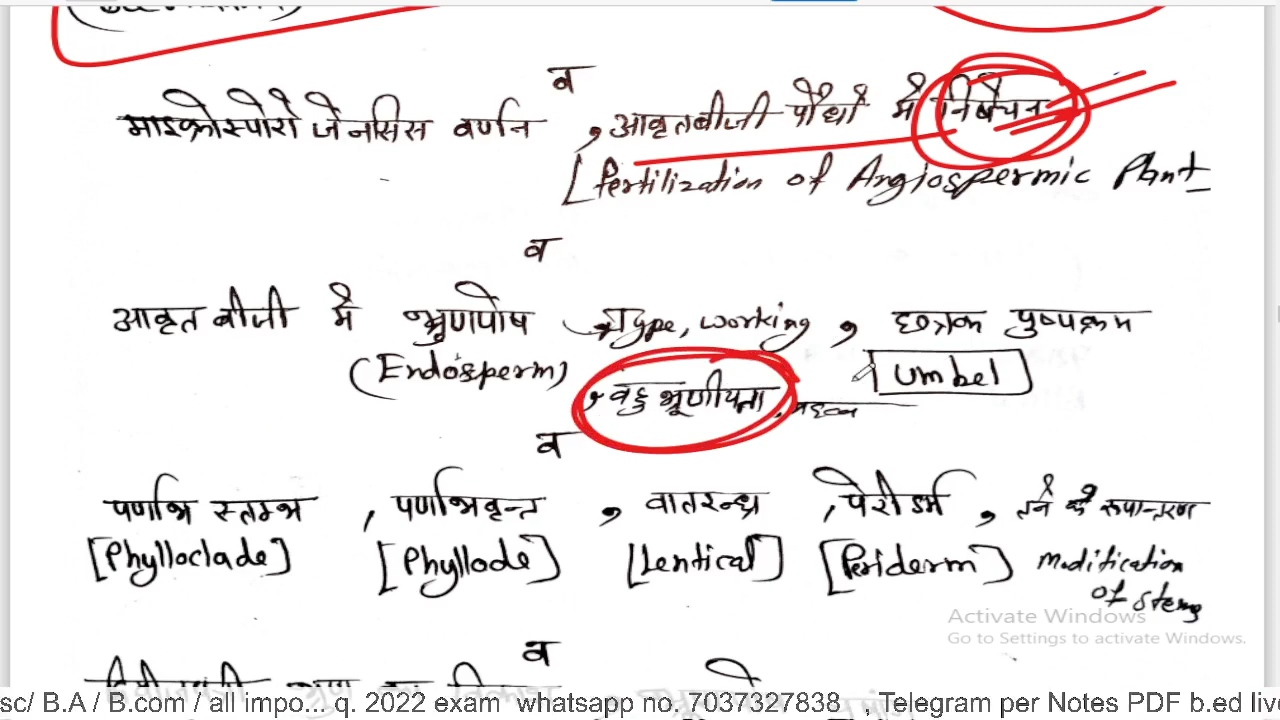 व
माइक्रोस्पोरोजेनसिस वर्णन , आवृतबीजी पौधों में निषेचन
[Fertilization of Angiospermic Plant
व
आवृतबीजी में भ्रूणपोष Type, working , छत्रक पुष्पक्रम
(Endosperm) , बहुभ्रूणीयता , महत्व [Umbel]
व
पर्णाभि स्तम्भ , पर्णाभिवृन्त , वातरन्ध्र , पेरीडर्म , तने के रूपान्तरण
[Phylloclade] [Phyllode] [Lentical] [Periderm] Modification
of stem
Activate Windows
Go to Settings to activate Windows.
व
sc/ B.A / B.com / all impo... q. 2022 exam whatsapp no. 7037327838 , Telegram per Notes PDF b.ed live